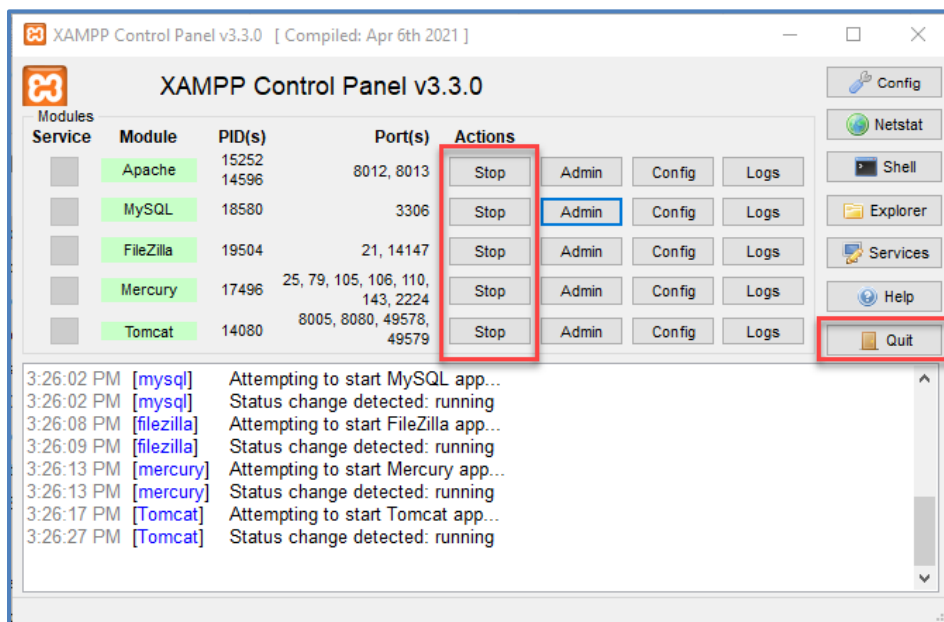 XAMPP Control Panel v3.3.0 [ Compiled: Apr 6th 2021 ]
XAMPP Control Panel v3.3.0
Config
Netstat
Shell
Explorer
Services
Help
Quit
Modules
Service Module PID(s) Port(s) Actions
Apache 15252 14596 8012, 8013 Stop Admin Config Logs
MySQL 18580 3306 Stop Admin Config Logs
FileZilla 19504 21, 14147 Stop Admin Config Logs
Mercury 17496 25, 79, 105, 106, 110, 143, 2224 Stop Admin Config Logs
Tomcat 14080 8005, 8080, 49578, 49579 Stop Admin Config Logs
3:26:02 PM [mysql] Attempting to start MySQL app...
3:26:02 PM [mysql] Status change detected: running
3:26:08 PM [filezilla] Attempting to start FileZilla app...
3:26:09 PM [filezilla] Status change detected: running
3:26:13 PM [mercury] Attempting to start Mercury app...
3:26:13 PM [mercury] Status change detected: running
3:26:17 PM [Tomcat] Attempting to start Tomcat app...
3:26:27 PM [Tomcat] Status change detected: running